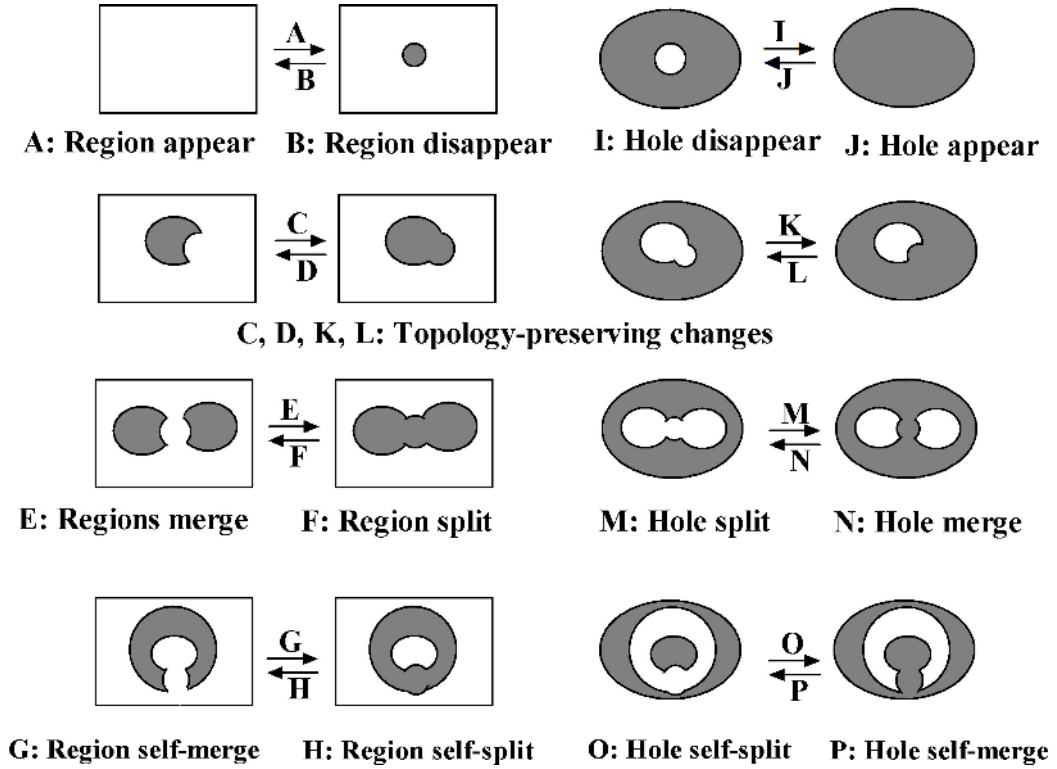 A
B
I
J
A: Region appear
B: Region disappear
I: Hole disappear
J: Hole appear
C
D
K
L
C, D, K, L: Topology-preserving changes
E
F
M
N
E: Regions merge
F: Region split
M: Hole split
N: Hole merge
G
H
O
P
G: Region self-merge
H: Region self-split
O: Hole self-split
P: Hole self-merge